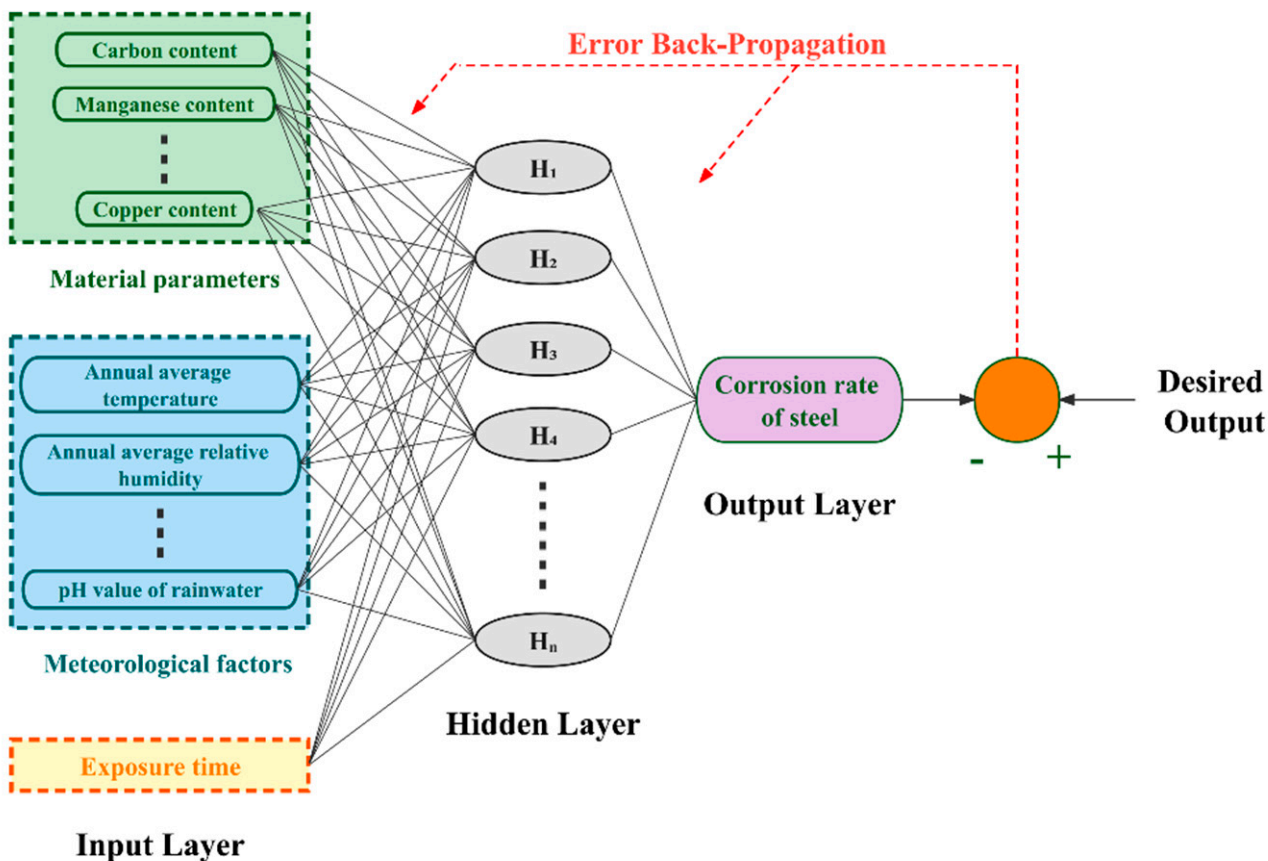 Error Back-Propagation
Carbon content
Manganese content
Copper content
Material parameters
Annual average
temperature
Annual average relative
humidity
pH value of rainwater
Meteorological factors
Exposure time
Input Layer
H₁
H₂
H₃
H₄
Hₙ
Hidden Layer
Corrosion rate
of steel
Output Layer
- +
Desired
Output